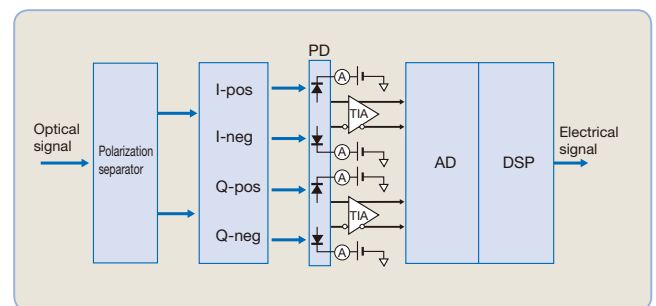 PD
A
I-pos
TIA
Optical
signal
Polarization
separator
I-neg
A
AD
DSP
Electrical
signal
A
Q-pos
TIA
Q-neg
A